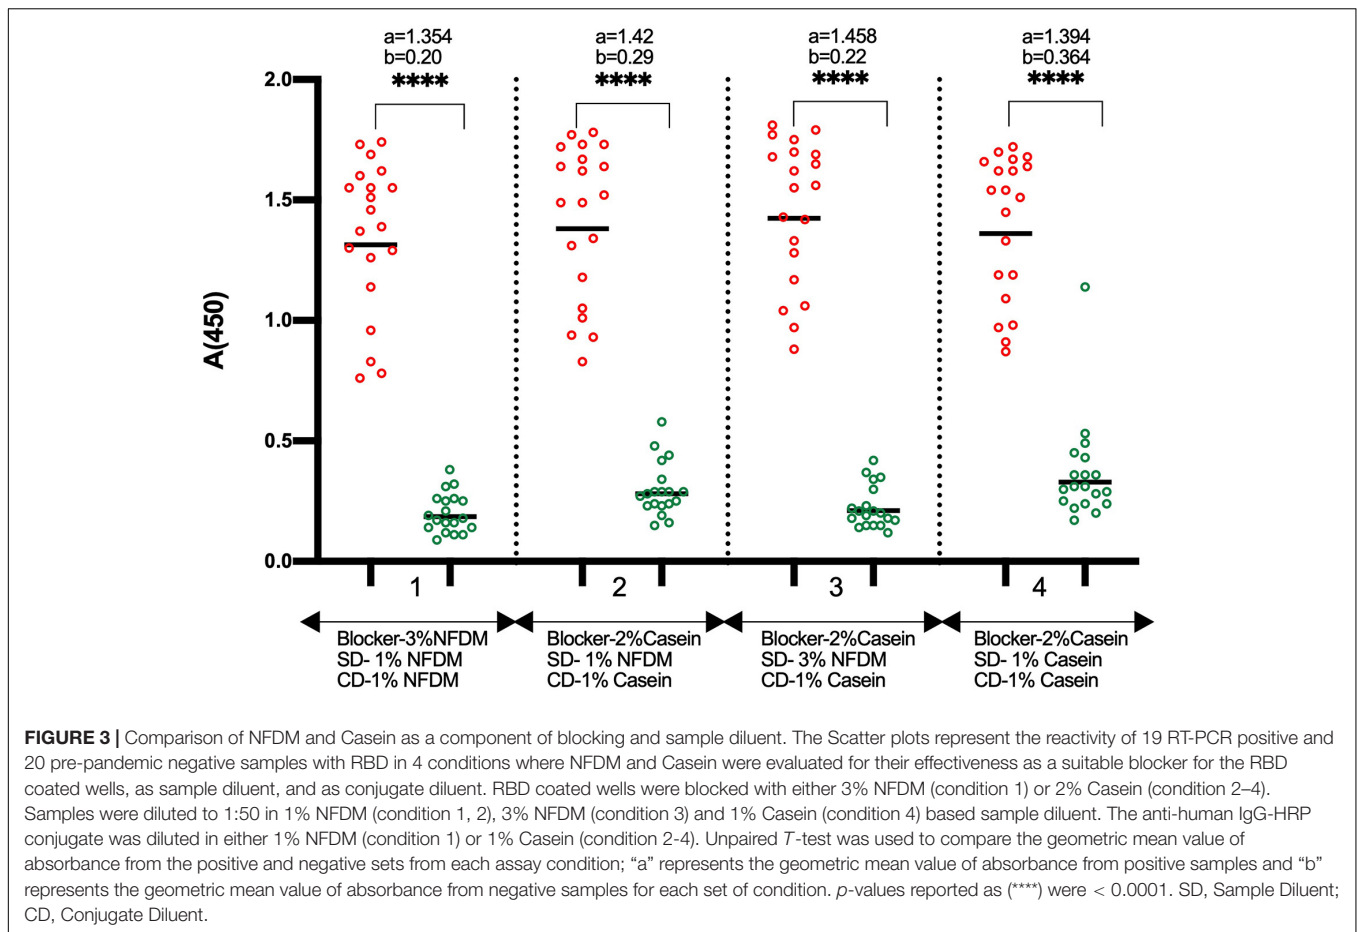 a=1.354
b=0.20
****
a=1.42
b=0.29
****
a=1.458
b=0.22
****
a=1.394
b=0.364
****
2.0
1.5
1.0
0.5
0.0
A(450)
1 2 3 4
Blocker-3%NFDM
SD- 1% NFDM
CD-1% NFDM
Blocker-2%Casein
SD- 1% NFDM
CD-1% Casein
Blocker-2%Casein
SD- 3% NFDM
CD-1% Casein
Blocker-2%Casein
SD- 1% Casein
CD-1% Casein
FIGURE 3 | Comparison of NFDM and Casein as a component of blocking and sample diluent. The Scatter plots represent the reactivity of 19 RT-PCR positive and
20 pre-pandemic negative samples with RBD in 4 conditions where NFDM and Casein were evaluated for their effectiveness as a suitable blocker for the RBD
coated wells, as sample diluent, and as conjugate diluent. RBD coated wells were blocked with either 3% NFDM (condition 1) or 2% Casein (condition 2–4).
Samples were diluted to 1:50 in 1% NFDM (condition 1, 2), 3% NFDM (condition 3) and 1% Casein (condition 4) based sample diluent. The anti-human IgG-HRP
conjugate was diluted in either 1% NFDM (condition 1) or 1% Casein (condition 2-4). Unpaired T-test was used to compare the geometric mean value of
absorbance from the positive and negative sets from each assay condition; “a” represents the geometric mean value of absorbance from positive samples and “b”
represents the geometric mean value of absorbance from negative samples for each set of condition. p-values reported as (****) were < 0.0001. SD, Sample Diluent;
CD, Conjugate Diluent.